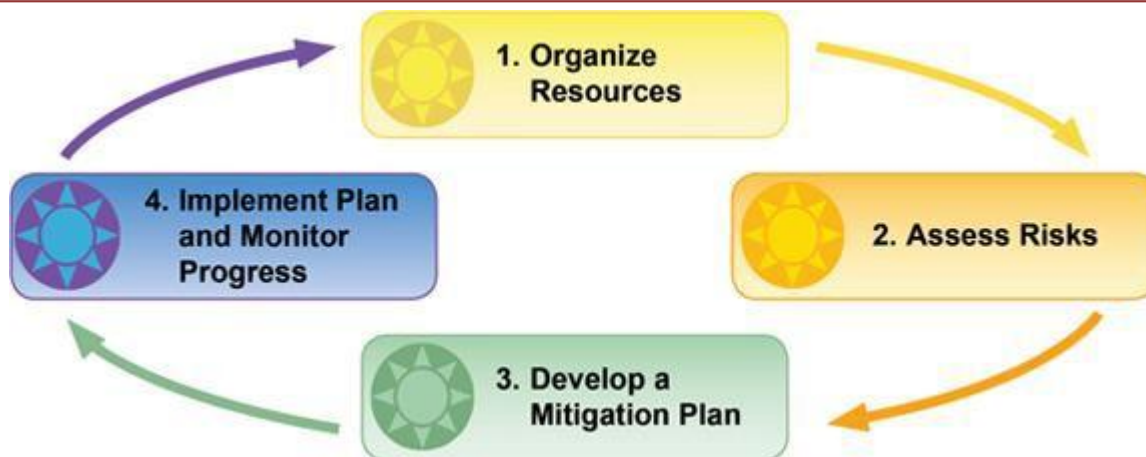 1. Organize
Resources
2. Assess Risks
3. Develop a
Mitigation Plan
4. Implement Plan
and Monitor
Progress